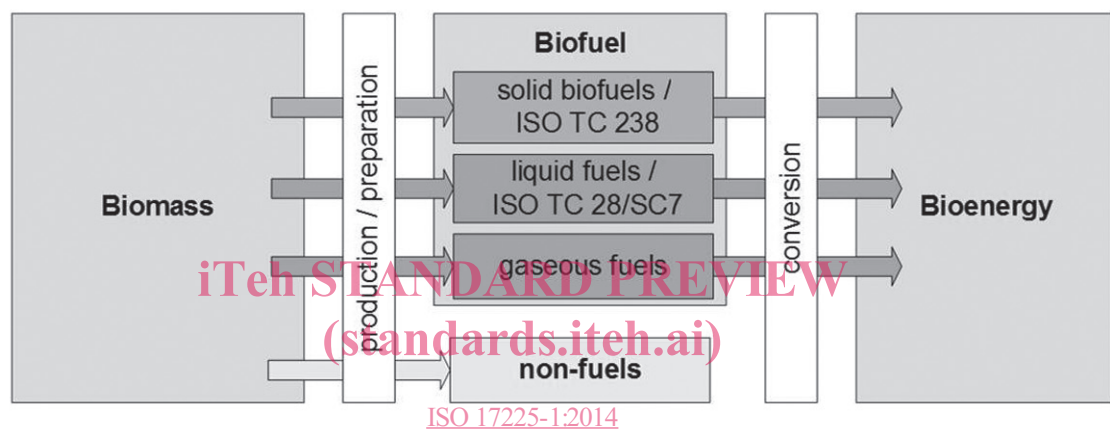 Biomass
production / preparation
Biofuel
solid biofuels /
ISO TC 238
liquid fuels /
ISO TC 28/SC7
gaseous fuels
non-fuels
conversion
Bioenergy
iTeh STANDARD PREVIEW
(standards.iteh.ai)
ISO 17225-1:2014